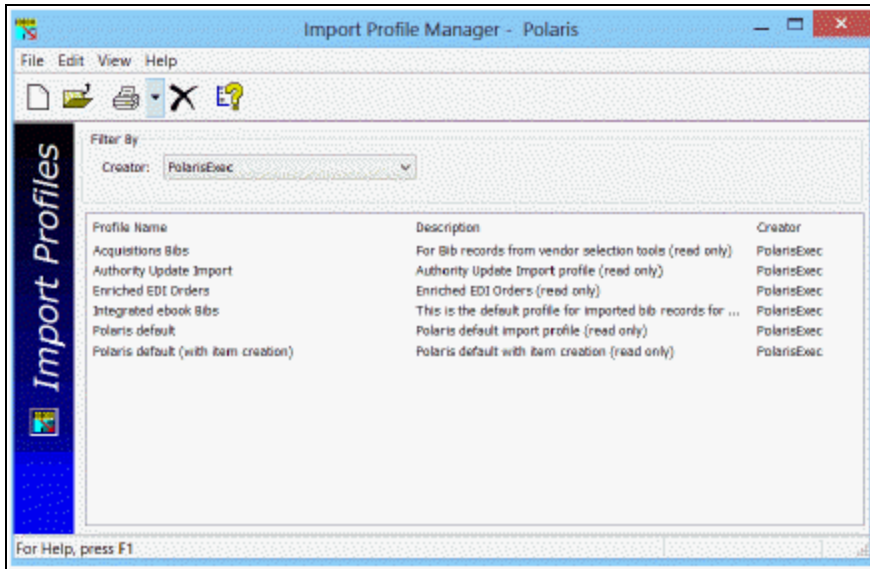 Import Profile Manager - Polaris
File Edit View Help
Import Profiles
Filter By
Creator: PolarisExec
Profile Name Description Creator
Acquisitions Bibs For Bib records from vendor selection tools (read only) PolarisExec
Authority Update Import Authority Update Import profile (read only) PolarisExec
Enriched EDI Orders Enriched EDI Orders (read only) PolarisExec
Integrated ebook Bibs This is the default profile for imported bib records for ... PolarisExec
Polaris default Polaris default import profile (read only) PolarisExec
Polaris default (with item creation) Polaris default with item creation (read only) PolarisExec
For Help, press F1